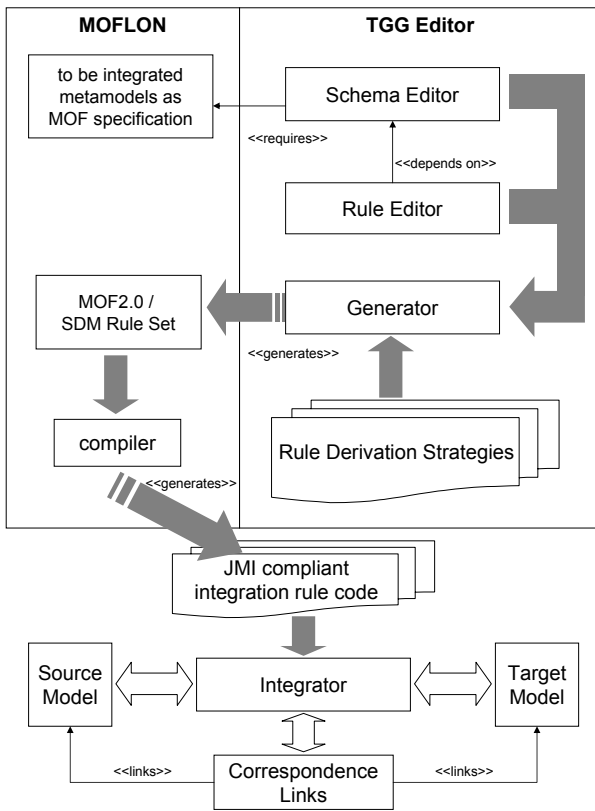 MOFLON
TGG Editor
to be integrated
metamodels as
MOF specification
Schema Editor
<<requires>>
<<depends on>>
Rule Editor
MOF2.0 /
SDM Rule Set
Generator
<<generates>>
compiler
Rule Derivation Strategies
<<generates>>
JMI compliant
integration rule code
Source
Model
Integrator
Target
Model
<<links>>
Correspondence
Links
<<links>>